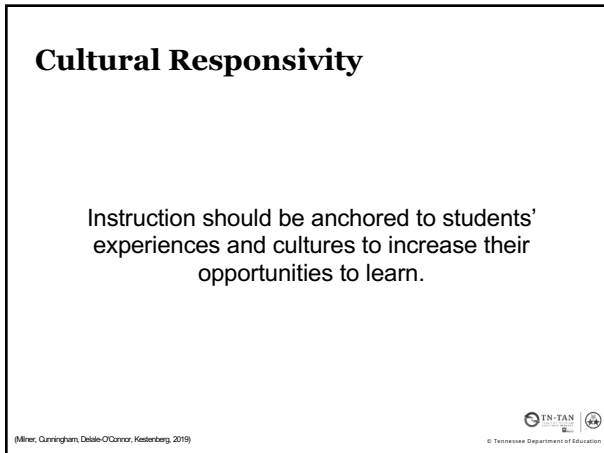 Cultural Responsivity
Instruction should be anchored to students’
experiences and cultures to increase their
opportunities to learn.
TN-TAN
(Milner, Cunningham, Delale-O'Connor, Kestenberg, 2019)
© Tennessee Department of Education